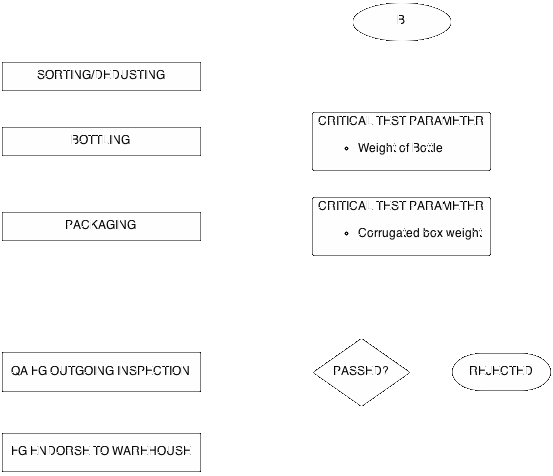 B
SORTING/DEDUSTING
BOTTLING
CRITICAL TEST PARAMETER
• Weight of Bottle
PACKAGING
CRITICAL TEST PARAMETER
• Corrugated box weight
QA FG OUTGOING INSPECTION
PASSED?
REJECTED
FG ENDORSE TO WAREHOUSE